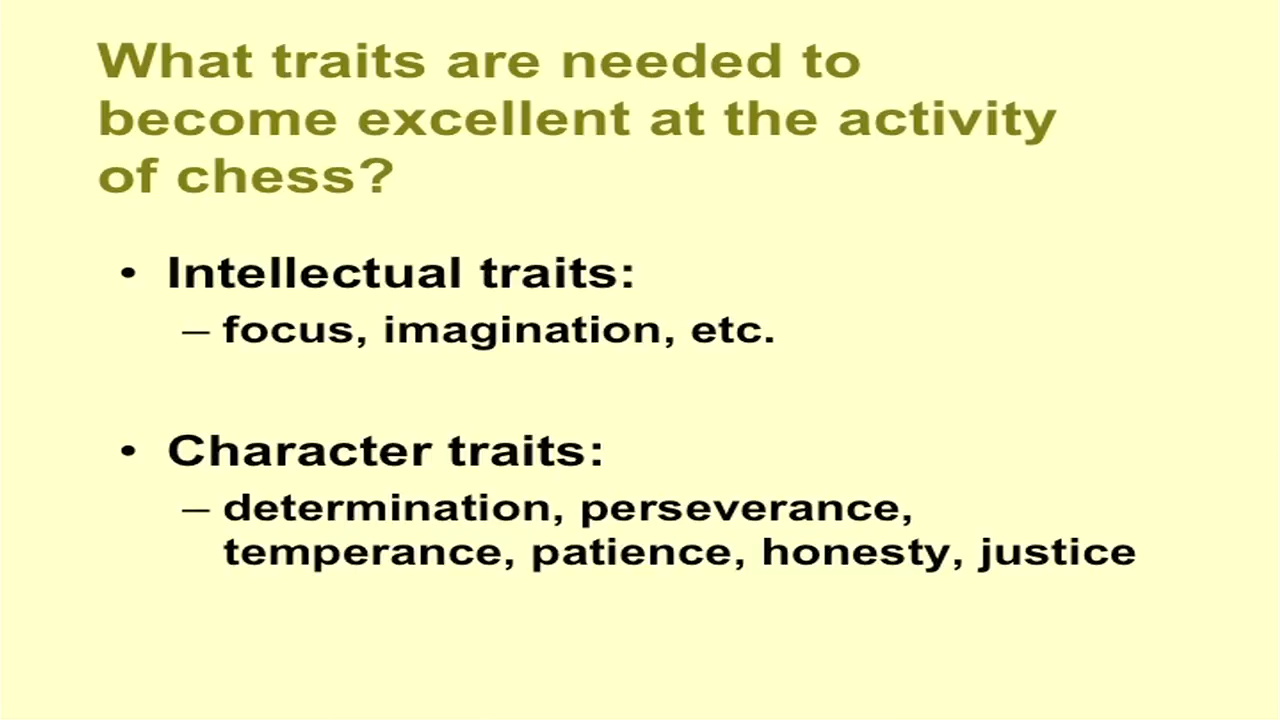 What traits are needed to
become excellent at the activity
of chess?
• Intellectual traits:
– focus, imagination, etc.
• Character traits:
– determination, perseverance,
temperance, patience, honesty, justice